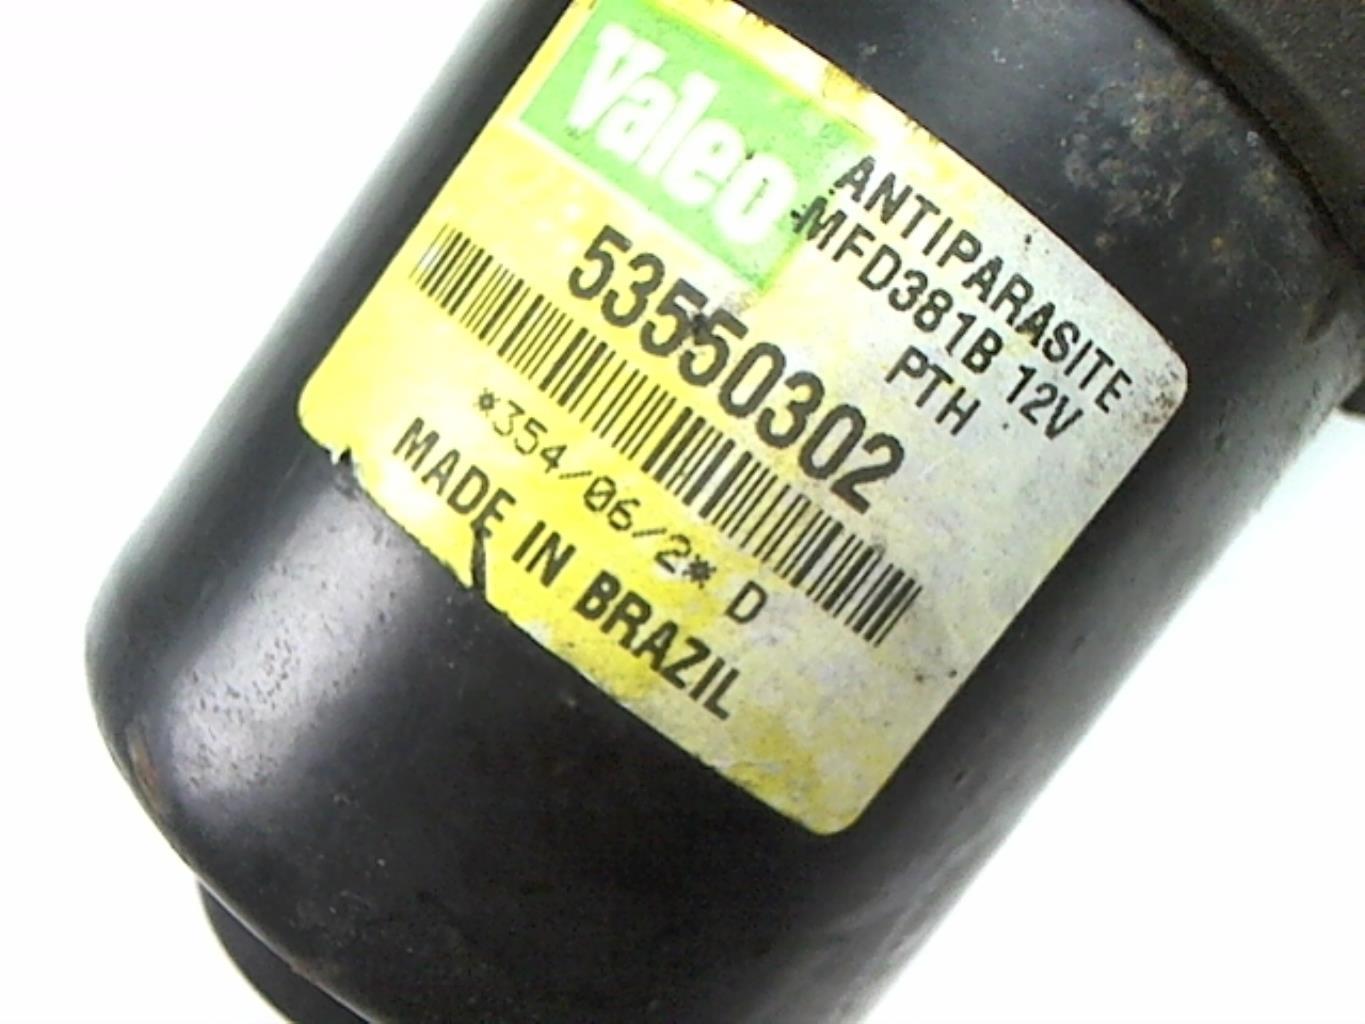 Valeo
ANTIPARASITE
MFD381B 12V
PTH
53550302
*354/06/2* D
MADE IN BRAZIL